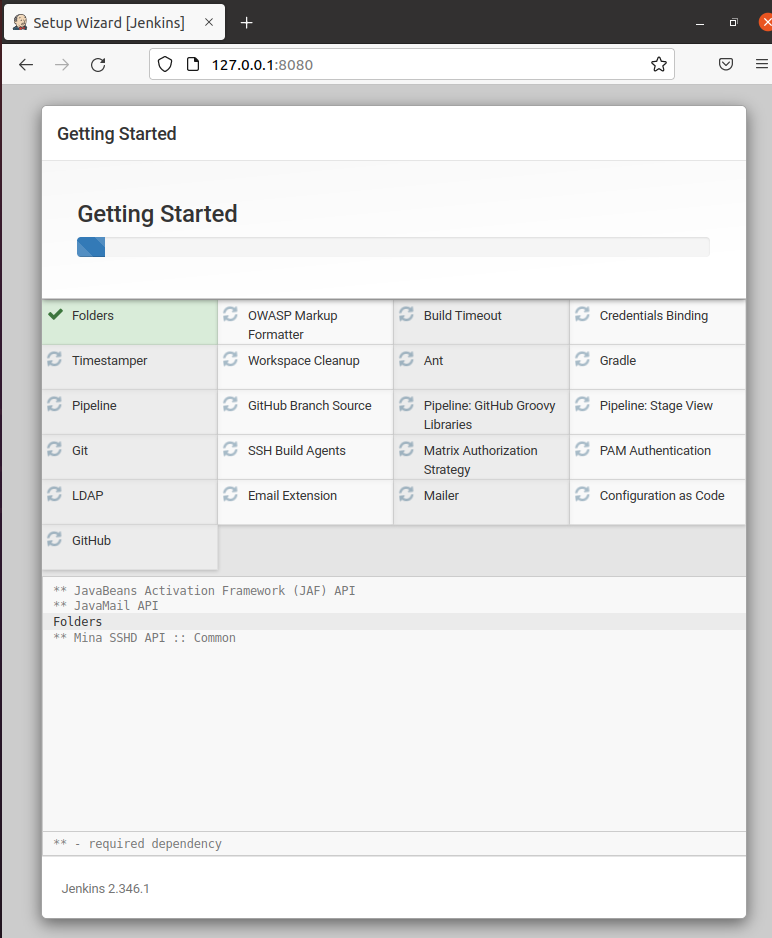 Setup Wizard [Jenkins]
127.0.0.1:8080
Getting Started
Getting Started
Folders
OWASP Markup
Formatter
Build Timeout
Credentials Binding
Timestamper
Workspace Cleanup
Ant
Gradle
Pipeline
GitHub Branch Source
Pipeline: GitHub Groovy
Libraries
Pipeline: Stage View
Git
SSH Build Agents
Matrix Authorization
Strategy
PAM Authentication
LDAP
Email Extension
Mailer
Configuration as Code
GitHub
** JavaBeans Activation Framework (JAF) API
** JavaMail API
Folders
** Mina SSHD API :: Common
** - required dependency
Jenkins 2.346.1